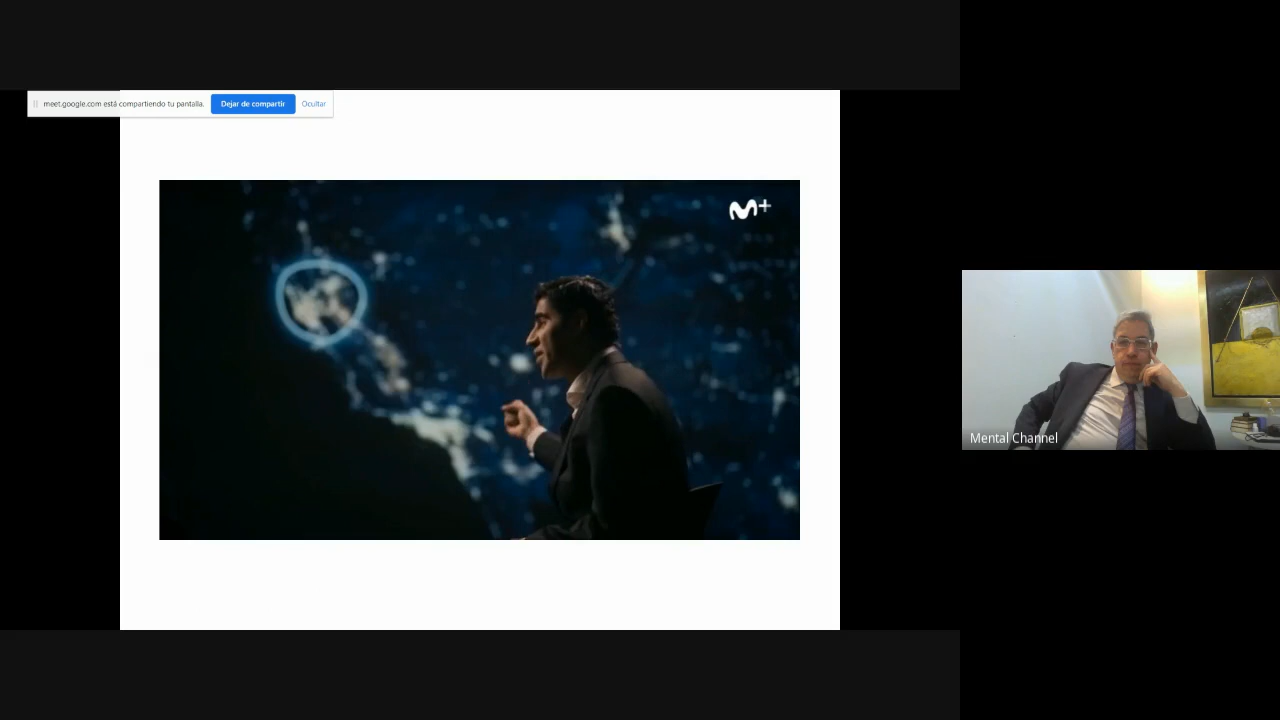 meet.google.com está compartiendo tu pantalla.
Dejar de compartir
Ocultar
M+
Mental Channel